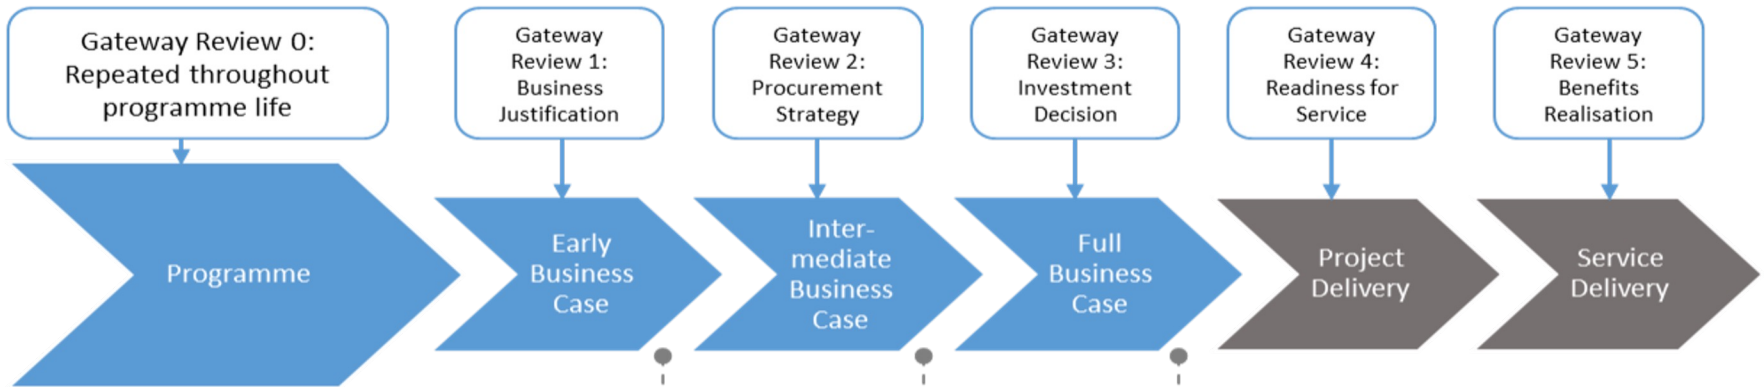 Gateway Review 0:
Repeated throughout
programme life
Gateway
Review 1:
Business
Justification
Gateway
Review 2:
Procurement
Strategy
Gateway
Review 3:
Investment
Decision
Gateway
Review 4:
Readiness for
Service
Gateway
Review 5:
Benefits
Realisation
Programme
Early
Business
Case
Inter-
mediate
Business
Case
Full
Business
Case
Project
Delivery
Service
Delivery